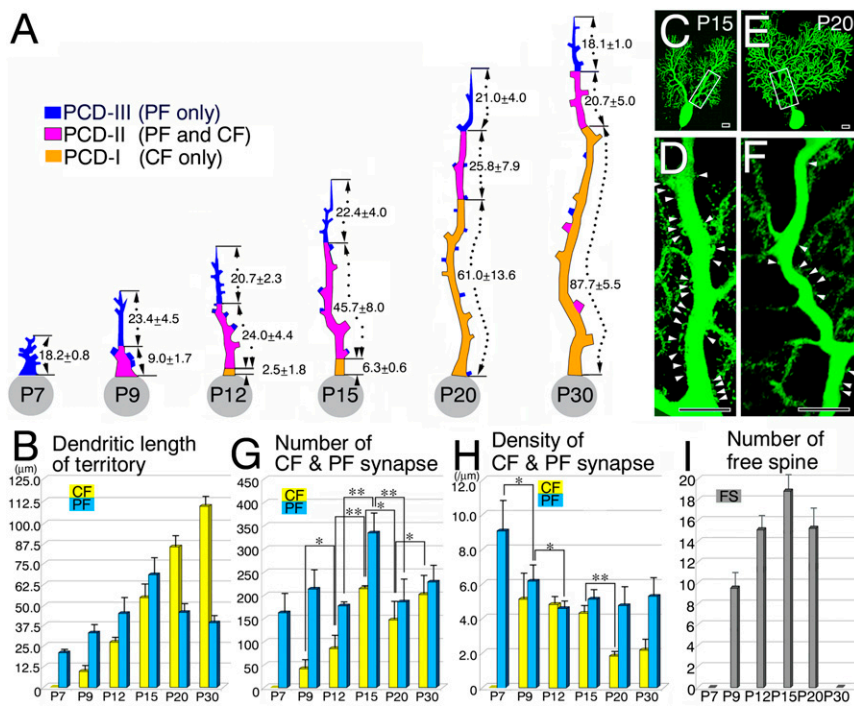 A
PCD-III (PF only)
PCD-II (PF and CF)
PCD-I (CF only)
18.2±0.8
P7
23.4±4.5
9.0±1.7
P9
20.7±2.3
24.0±4.4
2.5±1.8
P12
22.4±4.0
45.7±8.0
6.3±0.6
P15
21.0±4.0
25.8±7.9
61.0±13.6
P20
18.1±1.0
20.7±5.0
87.7±5.5
P30
C P15
E P20
D
F
B Dendritic length
of territory
(μm)
125.0
112.5
100.0
87.5
75.0
62.5
50.0
37.5
25.0
12.5
0
CF
PF
P7 P9 P12 P15 P20 P30
G Number of
CF & PF synapse
450
400
350
300
250
200
150
100
50
0
CF
PF
* ** ** ** * *
P7 P9 P12 P15 P20 P30
H Density of
CF & PF synapse
(/μm)
12.0
10.0
8.0
6.0
4.0
2.0
0
CF
PF
* * **
P7 P9 P12 P15 P20 P30
I Number of
free spine
20
18
16
14
12
10
8
6
4
2
0
FS
P7 P9 P12 P15 P20 P30